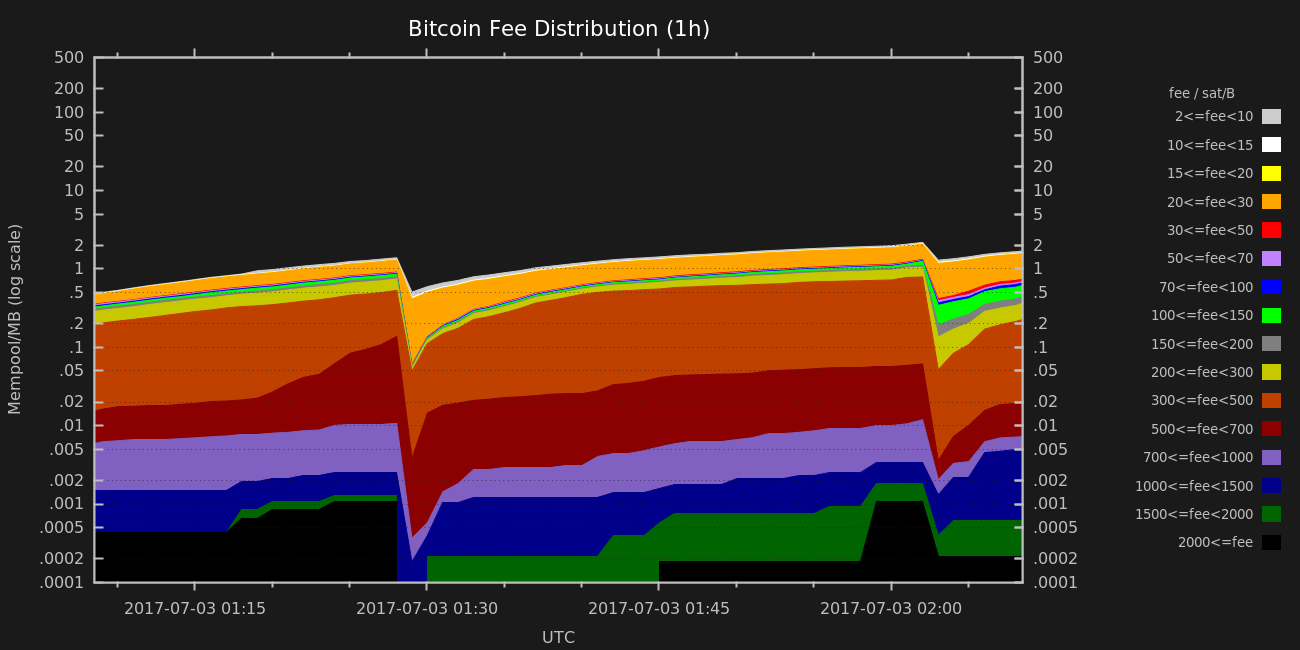 Bitcoin Fee Distribution (1h)
Mempool/MB (log scale)
500
200
100
50
20
10
5
2
1
.5
.2
.1
.05
.02
.01
.005
.002
.001
.0005
.0002
.0001
500
200
100
50
20
10
5
2
1
.5
.2
.1
.05
.02
.01
.005
.002
.001
.0005
.0002
.0001
2017-07-03 01:15
2017-07-03 01:30
2017-07-03 01:45
2017-07-03 02:00
UTC
fee / sat/B
2<=fee<10
10<=fee<15
15<=fee<20
20<=fee<30
30<=fee<50
50<=fee<70
70<=fee<100
100<=fee<150
150<=fee<200
200<=fee<300
300<=fee<500
500<=fee<700
700<=fee<1000
1000<=fee<1500
1500<=fee<2000
2000<=fee